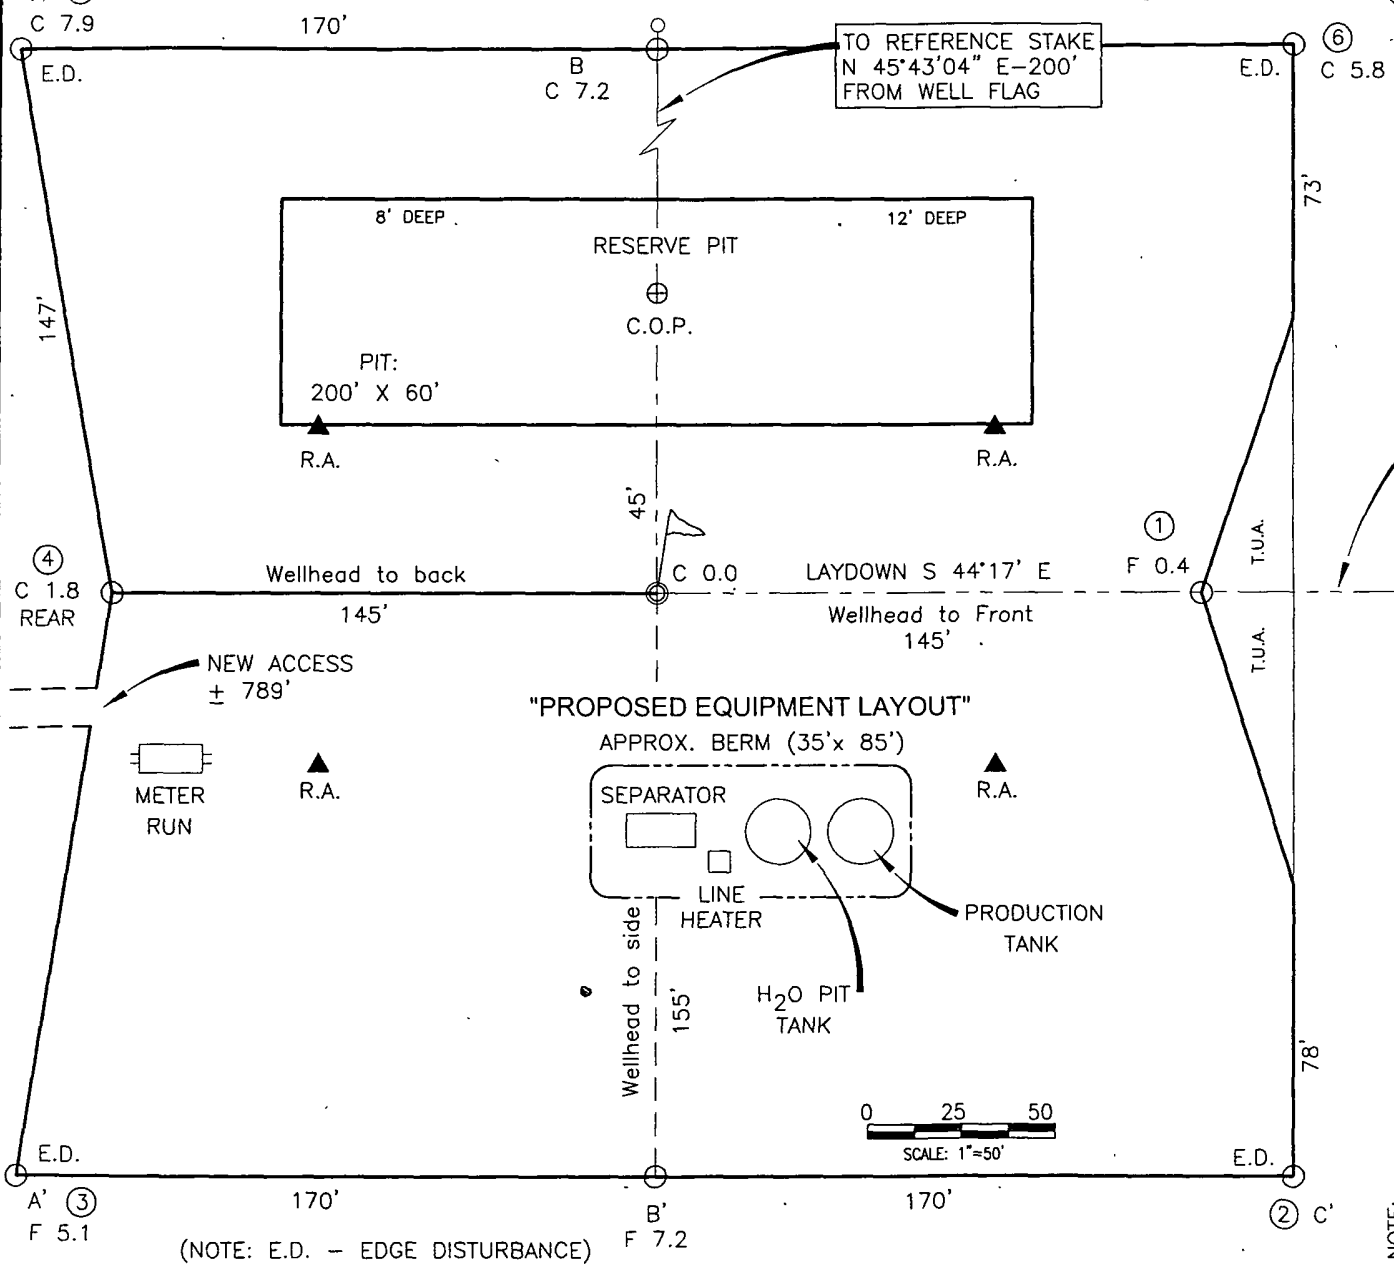 C 7.9
170'
E.D.
B
C 7.2
TO REFERENCE STAKE
N 45°43'04" E-200'
FROM WELL FLAG
E.D.
6
C 5.8
73'
8' DEEP
12' DEEP
RESERVE PIT
C.O.P.
147'
PIT:
200' X 60'
R.A.
R.A.
45'
1
F 0.4
T.U.A.
4
C 1.8
REAR
Wellhead to back
145'
C 0.0
LAYDOWN S 44°17' E
Wellhead to Front
145'
T.U.A.
NEW ACCESS
± 789'
"PROPOSED EQUIPMENT LAYOUT"
APPROX. BERM (35'x 85')
METER
RUN
R.A.
SEPARATOR
R.A.
LINE
HEATER
PRODUCTION
TANK
H2O PIT
TANK
Wellhead to side
155'
78'
0 25 50
SCALE: 1"=50'
E.D.
E.D.
A' 3
F 5.1
170'
B'
F 7.2
170'
2 C'
(NOTE: E.D. – EDGE DISTURBANCE)
NOTE: